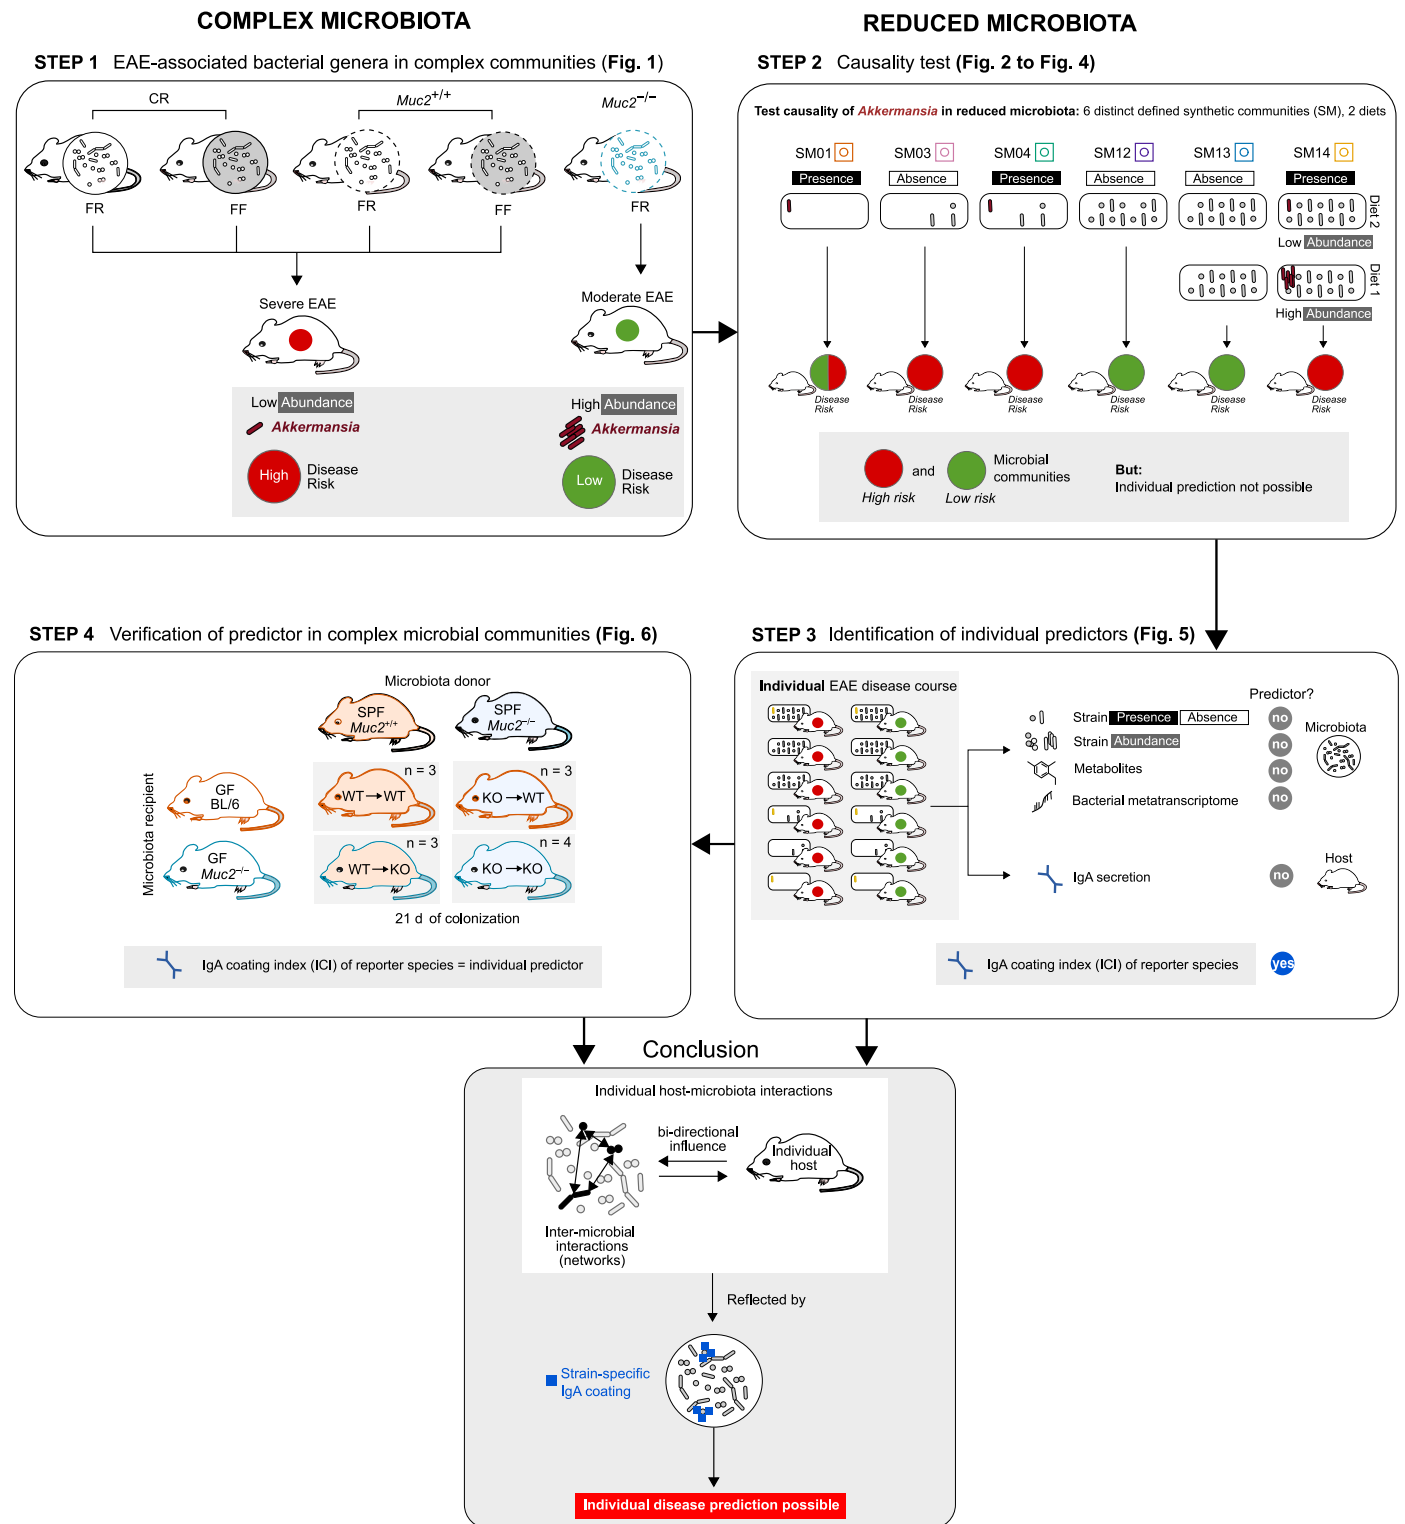 COMPLEX MICROBIOTA
REDUCED MICROBIOTA
STEP 1 EAE-associated bacterial genera in complex communities (Fig. 1)
CR
Muc2+/+
Muc2−/−
FR
FF
FR
FF
FR
Severe EAE
Moderate EAE
Low Abundance
Akkermansia
High
Disease
Risk
High Abundance
Akkermansia
Low
Disease
Risk
STEP 2 Causality test (Fig. 2 to Fig. 4)
Test causality of Akkermansia in reduced microbiota: 6 distinct defined synthetic communities (SM), 2 diets
SM01
SM03
SM04
SM12
SM13
SM14
Presence
Absence
Presence
Absence
Absence
Presence
Diet 2
Low Abundance
Diet 1
High Abundance
Disease
Risk
Disease
Risk
Disease
Risk
Disease
Risk
Disease
Risk
Disease
Risk
and
High risk
Low risk
Microbial
communities
But:
Individual prediction not possible
STEP 4 Verification of predictor in complex microbial communities (Fig. 6)
Microbiota donor
SPF
Muc2+/+
SPF
Muc2−/−
Microbiota recipient
GF
BL/6
n = 3
WT→WT
n = 3
KO→WT
GF
Muc2−/−
n = 3
WT→KO
n = 4
KO→KO
21 d of colonization
IgA coating index (ICI) of reporter species = individual predictor
STEP 3 Identification of individual predictors (Fig. 5)
Individual EAE disease course
Predictor?
Strain Presence Absence
no
Strain Abundance
no
Metabolites
no
Bacterial metatranscriptome
no
Microbiota
IgA secretion
no
Host
IgA coating index (ICI) of reporter species
yes
Conclusion
Individual host-microbiota interactions
bi-directional
influence
Individual
host
Inter-microbial
interactions
(networks)
Reflected by
Strain-specific
IgA coating
Individual disease prediction possible